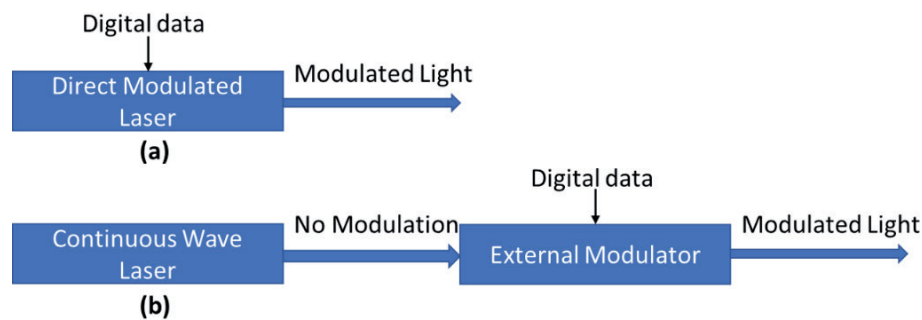 Digital data
Direct Modulated
Laser
Modulated Light
(a)
Digital data
Continuous Wave
Laser
No Modulation
External Modulator
Modulated Light
(b)